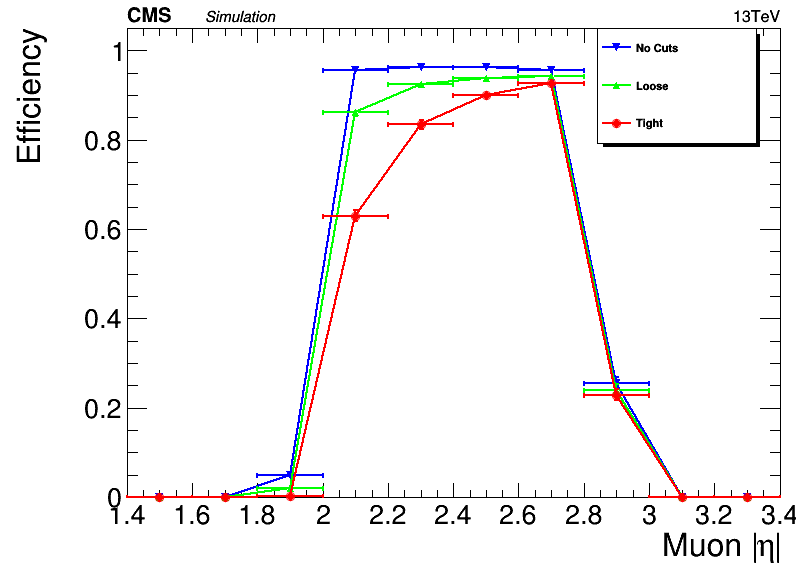 CMS Simulation 13TeV
Efficiency
1
0.8
0.6
0.4
0.2
0
No Cuts
Loose
Tight
1.4 1.6 1.8 2 2.2 2.4 2.6 2.8 3 3.2 3.4
Muon |η|